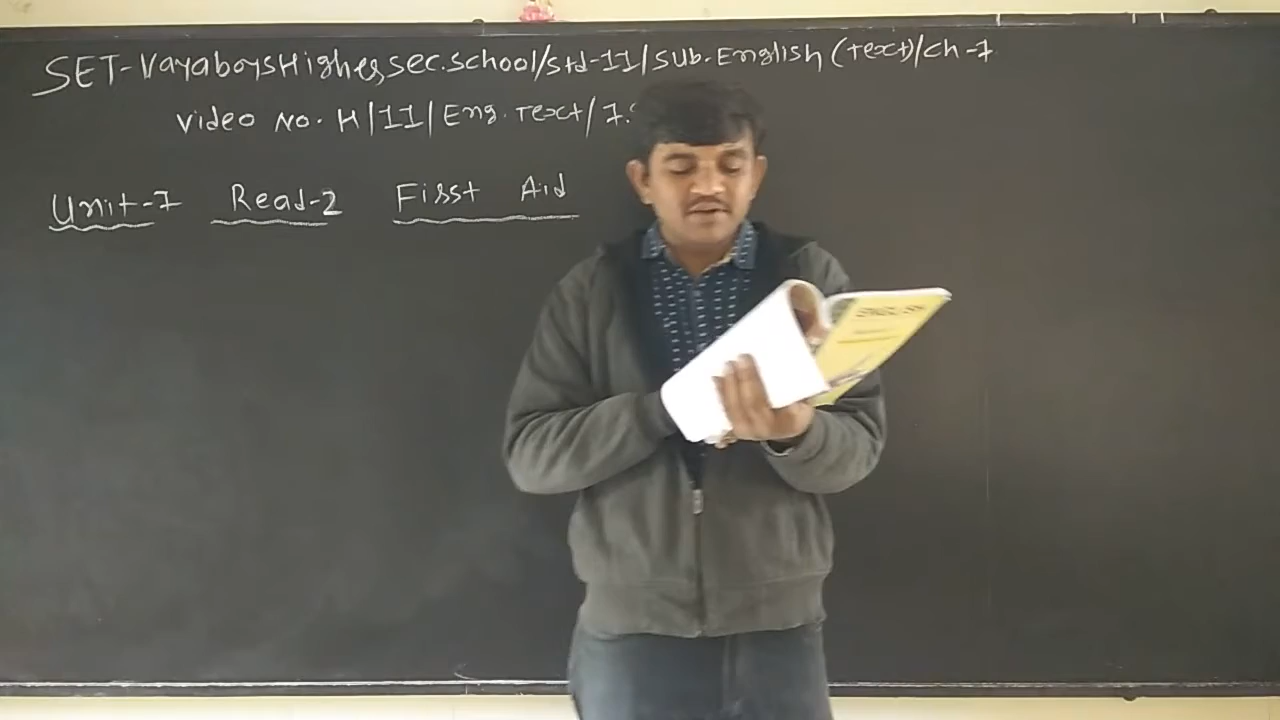 SET-Vayaboys Higher sec.school/std-11/sub.English (Text)/ch-7
Video No. H/11/Eng. Text/7.
Unit-7 Read-2 First Aid
ENGLISH